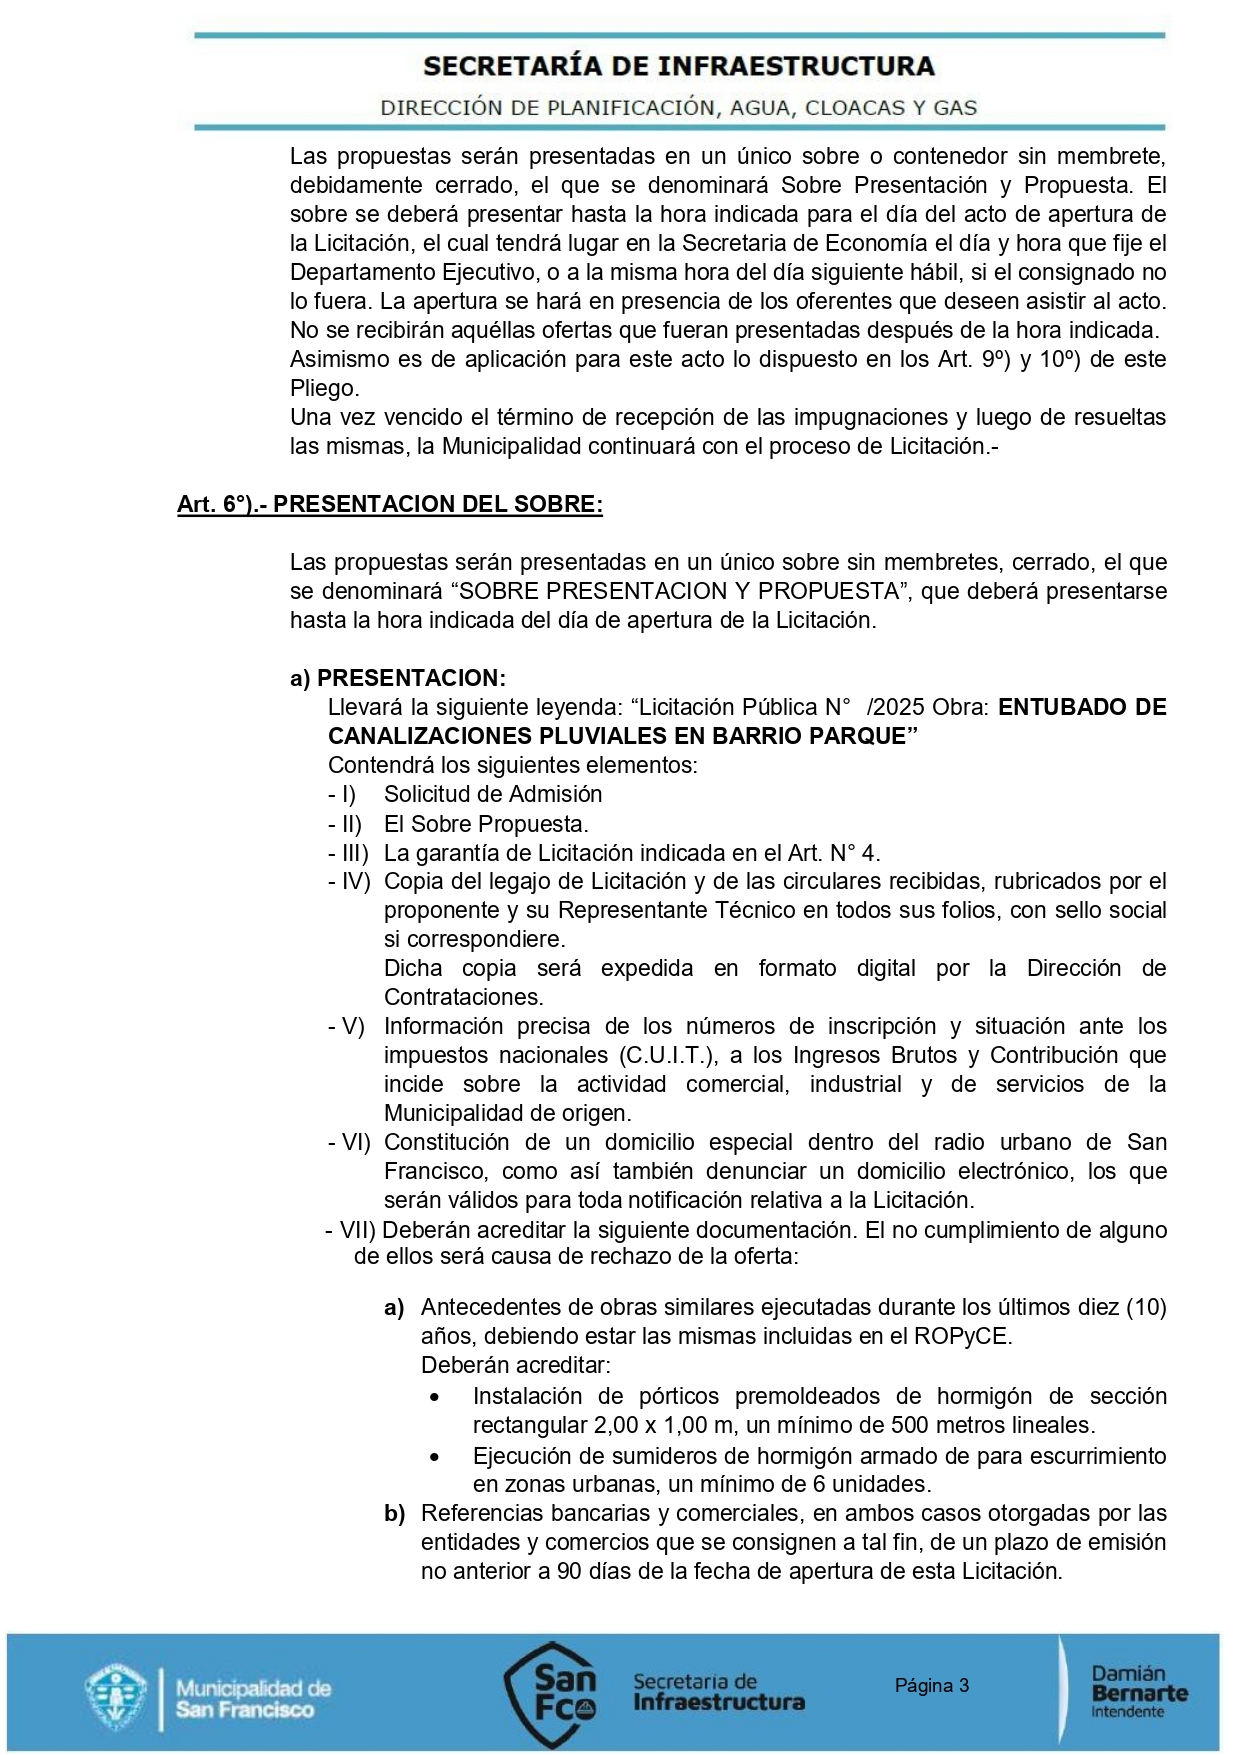 SECRETARÍA DE INFRAESTRUCTURA
DIRECCIÓN DE PLANIFICACIÓN, AGUA, CLOACAS Y GAS
Las propuestas serán presentadas en un único sobre o contenedor sin membrete,
debidamente cerrado, el que se denominará Sobre Presentación y Propuesta. El
sobre se deberá presentar hasta la hora indicada para el día del acto de apertura de
la Licitación, el cual tendrá lugar en la Secretaria de Economía el día y hora que fije el
Departamento Ejecutivo, o a la misma hora del día siguiente hábil, si el consignado no
lo fuera. La apertura se hará en presencia de los oferentes que deseen asistir al acto.
No se recibirán aquéllas ofertas que fueran presentadas después de la hora indicada.
Asimismo es de aplicación para este acto lo dispuesto en los Art. 9º) y 10º) de este
Pliego.
Una vez vencido el término de recepción de las impugnaciones y luego de resueltas
las mismas, la Municipalidad continuará con el proceso de Licitación.-
Art. 6°).- PRESENTACION DEL SOBRE:
Las propuestas serán presentadas en un único sobre sin membretes, cerrado, el que
se denominará “SOBRE PRESENTACION Y PROPUESTA”, que deberá presentarse
hasta la hora indicada del día de apertura de la Licitación.
a) PRESENTACION:
Llevará la siguiente leyenda: “Licitación Pública N° /2025 Obra: ENTUBADO DE
CANALIZACIONES PLUVIALES EN BARRIO PARQUE”
Contendrá los siguientes elementos:
- I) Solicitud de Admisión
- II) El Sobre Propuesta.
- III) La garantía de Licitación indicada en el Art. N° 4.
- IV) Copia del legajo de Licitación y de las circulares recibidas, rubricados por el
proponente y su Representante Técnico en todos sus folios, con sello social
si correspondiere.
Dicha copia será expedida en formato digital por la Dirección de
Contrataciones.
- V) Información precisa de los números de inscripción y situación ante los
impuestos nacionales (C.U.I.T.), a los Ingresos Brutos y Contribución que
incide sobre la actividad comercial, industrial y de servicios de la
Municipalidad de origen.
- VI) Constitución de un domicilio especial dentro del radio urbano de San
Francisco, como así también denunciar un domicilio electrónico, los que
serán válidos para toda notificación relativa a la Licitación.
- VII) Deberán acreditar la siguiente documentación. El no cumplimiento de alguno
de ellos será causa de rechazo de la oferta:
a) Antecedentes de obras similares ejecutadas durante los últimos diez (10)
años, debiendo estar las mismas incluidas en el ROPyCE.
Deberán acreditar:
• Instalación de pórticos premoldeados de hormigón de sección
rectangular 2,00 x 1,00 m, un mínimo de 500 metros lineales.
• Ejecución de sumideros de hormigón armado de para escurrimiento
en zonas urbanas, un mínimo de 6 unidades.
b) Referencias bancarias y comerciales, en ambos casos otorgadas por las
entidades y comercios que se consignen a tal fin, de un plazo de emisión
no anterior a 90 días de la fecha de apertura de esta Licitación.
Municipalidad de
San Francisco
San
Fco
Secretaría de
Infraestructura
Página 3
Damián
Bernarte
Intendente